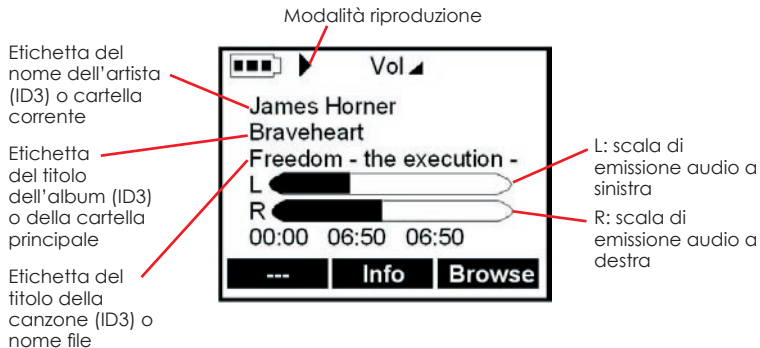 Modalità riproduzione
Etichetta del
nome dell'artista
(ID3) o cartella
corrente
Etichetta
del titolo
dell'album (ID3)
o della cartella
principale
Etichetta del
titolo della
canzone (ID3) o
nome file
Vol
James Horner
Braveheart
Freedom - the execution -
L
R
00:00 06:50 06:50
--- Info Browse
L: scala di
emissione audio a
sinistra
R: scala di
emissione audio a
destra